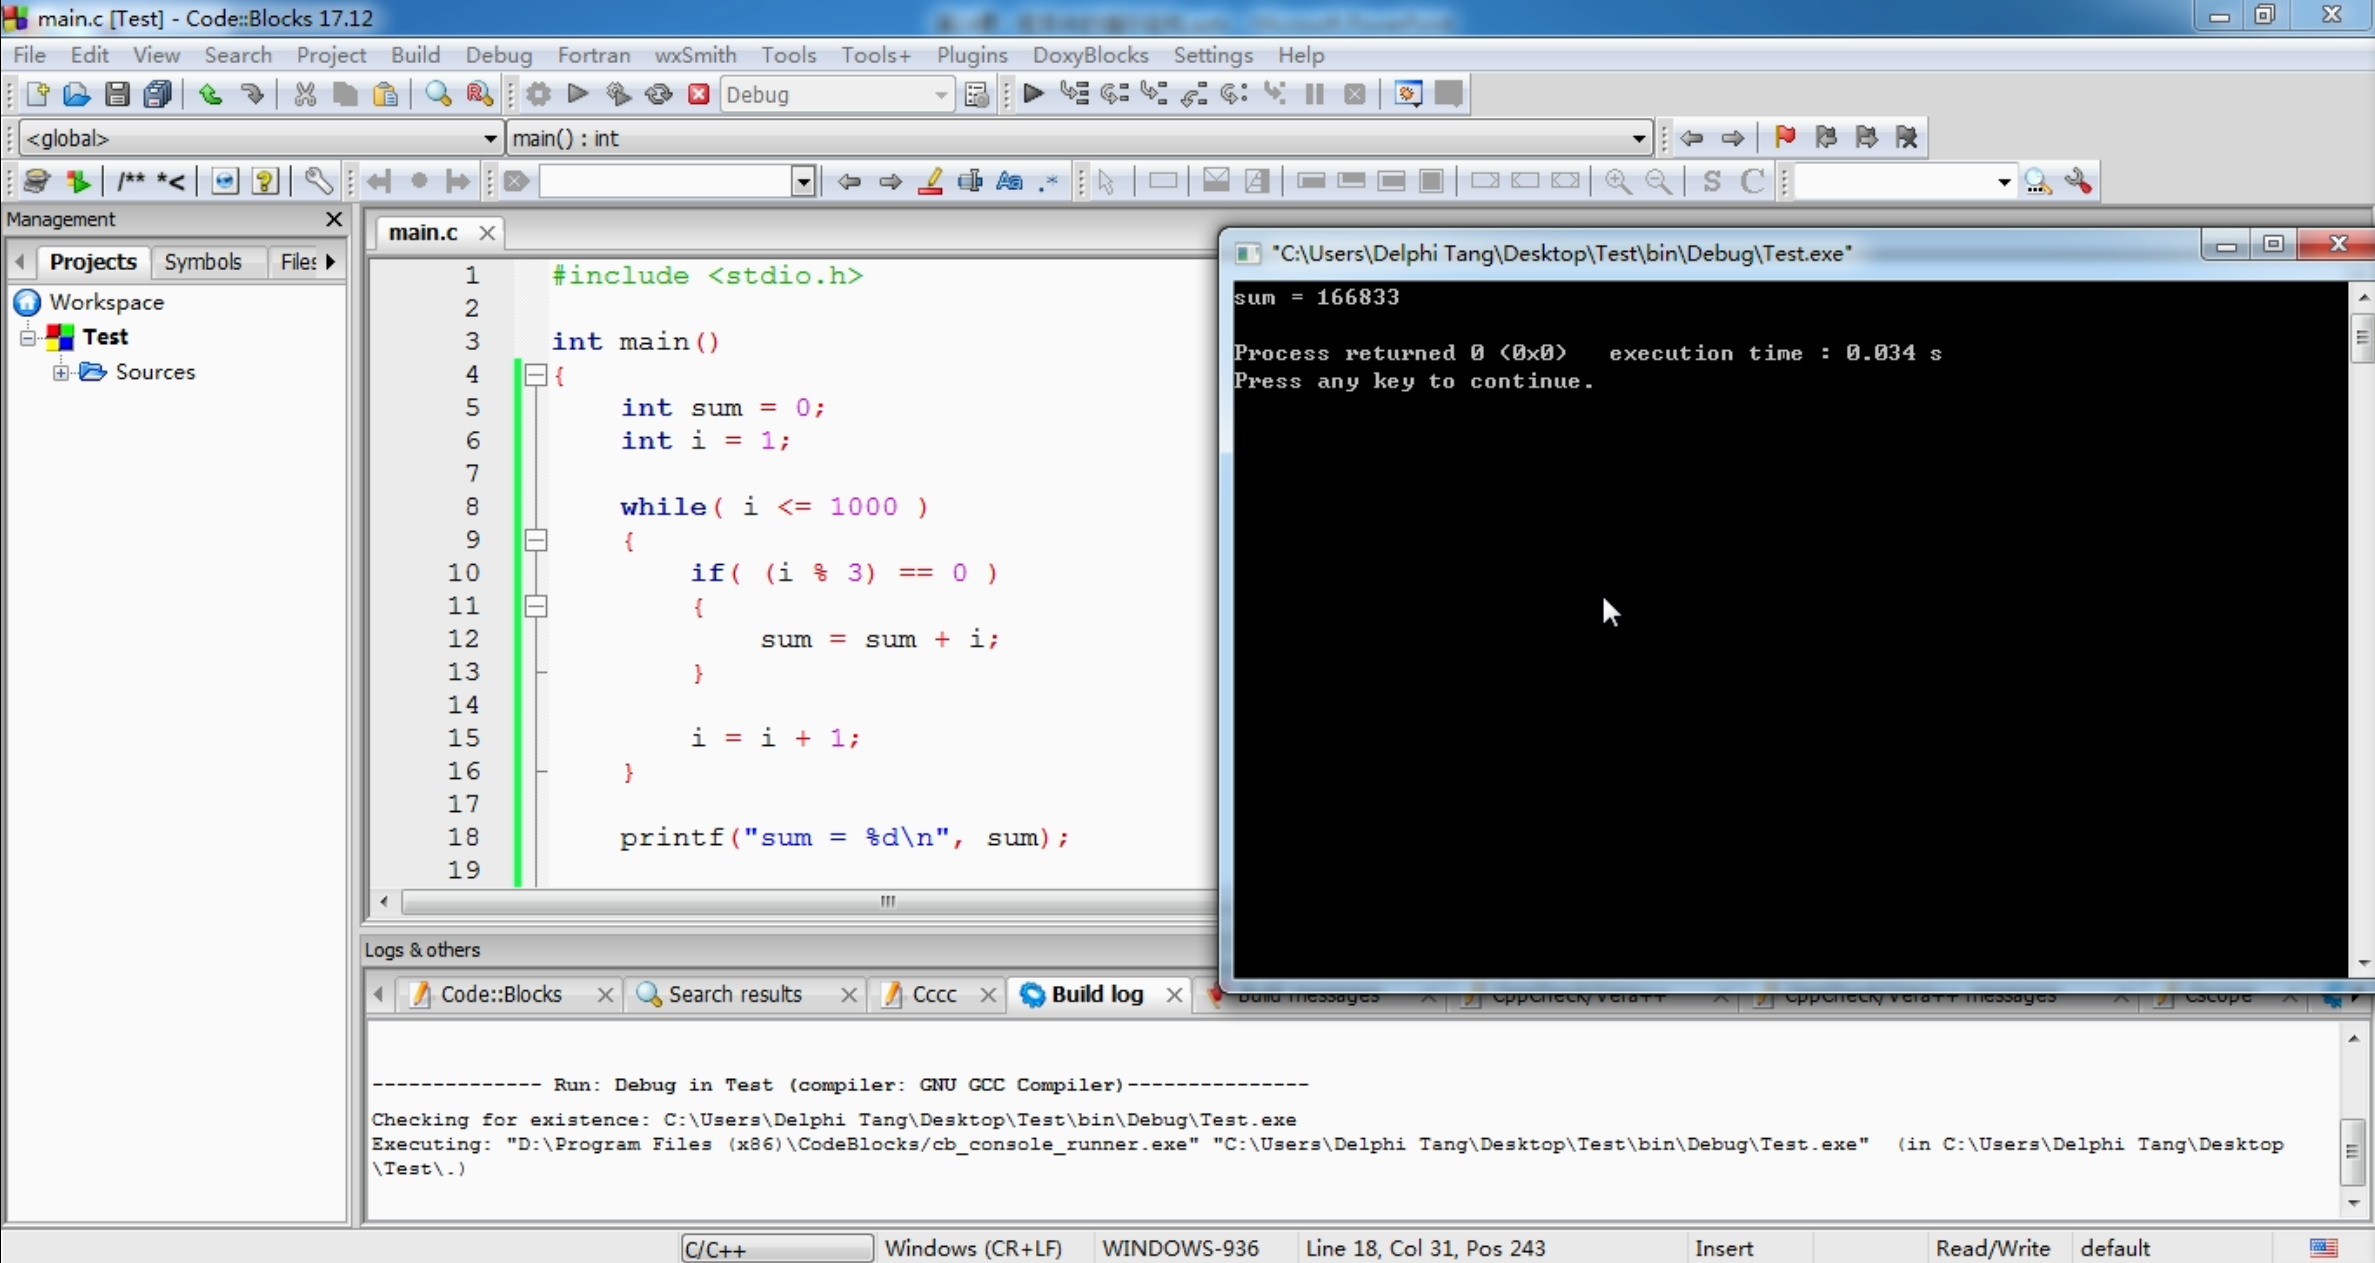 main.c [Test] - Code::Blocks 17.12
File Edit View Search Project Build Debug Fortran wxSmith Tools Tools+ Plugins DoxyBlocks Settings Help
Debug
<global> main() : int
/** *<
S C
Management
Projects Symbols Files
Workspace
Test
Sources
main.c
1 #include <stdio.h>
2
3 int main()
4 {
5 int sum = 0;
6 int i = 1;
7
8 while( i <= 1000 )
9 {
10 if( (i % 3) == 0 )
11 {
12 sum = sum + i;
13 }
14
15 i = i + 1;
16 }
17
18 printf("sum = %d\n", sum);
19
"C:\Users\Delphi Tang\Desktop\Test\bin\Debug\Test.exe"
sum = 166833
Process returned 0 (0x0) execution time : 0.034 s
Press any key to continue.
Logs & others
Code::Blocks Search results Cccc Build log Build messages CppCheck/Vera++ CppCheck/Vera++ messages Cscope
-------------- Run: Debug in Test (compiler: GNU GCC Compiler)---------------
Checking for existence: C:\Users\Delphi Tang\Desktop\Test\bin\Debug\Test.exe
Executing: "D:\Program Files (x86)\CodeBlocks/cb_console_runner.exe" "C:\Users\Delphi Tang\Desktop\Test\bin\Debug\Test.exe" (in C:\Users\Delphi Tang\Desktop
\Test\.)
C/C++ Windows (CR+LF) WINDOWS-936 Line 18, Col 31, Pos 243 Insert Read/Write default